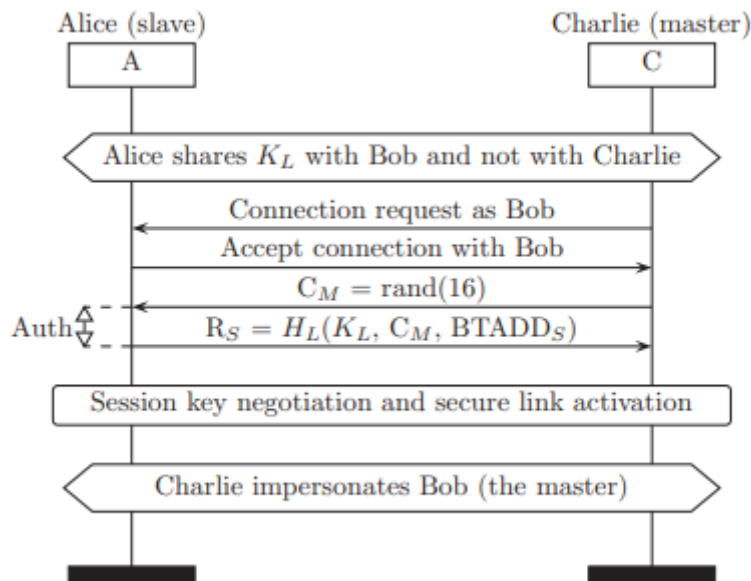 Alice (slave) Charlie (master)
A C
Alice shares K_L with Bob and not with Charlie
Connection request as Bob
Accept connection with Bob
C_M = rand(16)
Auth
R_S = H_L(K_L, C_M, BTADD_S)
Session key negotiation and secure link activation
Charlie impersonates Bob (the master)